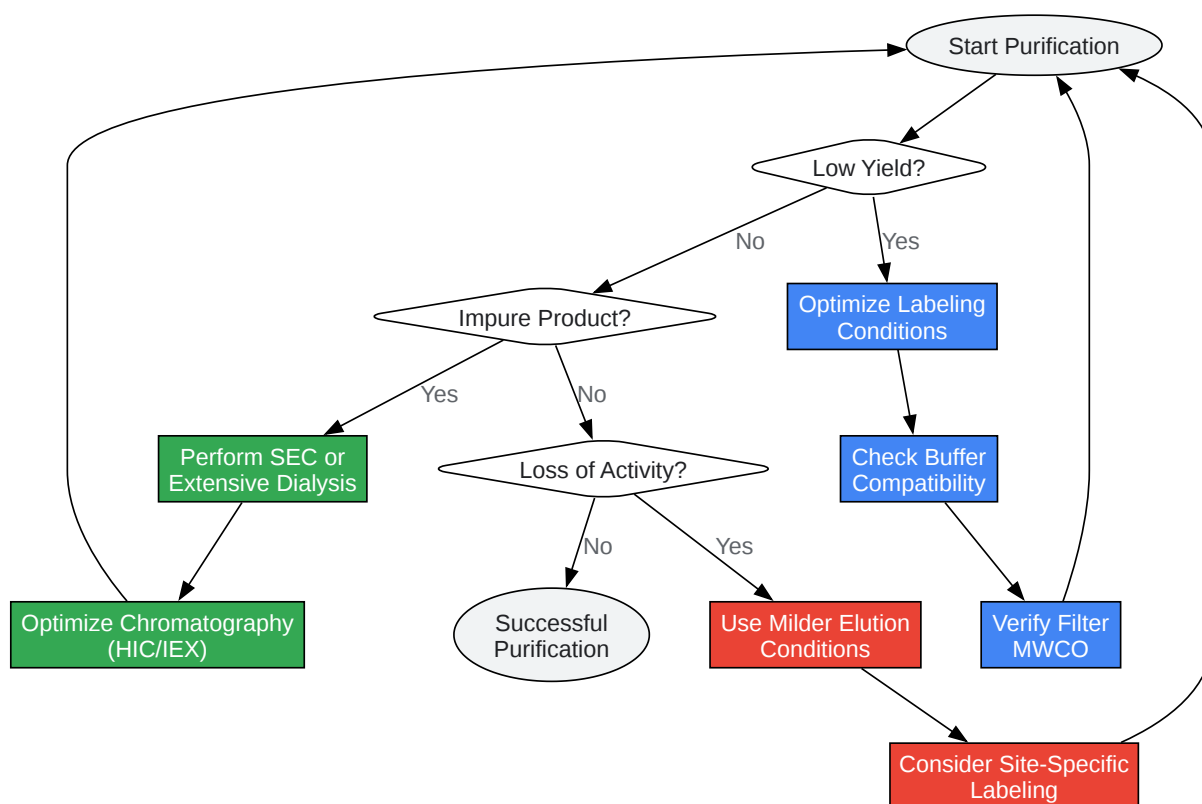 Start Purification
Low Yield?
No
Yes
Optimize Labeling
Conditions
Impure Product?
Yes
No
Perform SEC or
Extensive Dialysis
Loss of Activity?
Check Buffer
Compatibility
No
Yes
Optimize Chromatography
(HIC/IEX)
Successful
Purification
Use Milder Elution
Conditions
Verify Filter
MWCO
Consider Site-Specific
Labeling